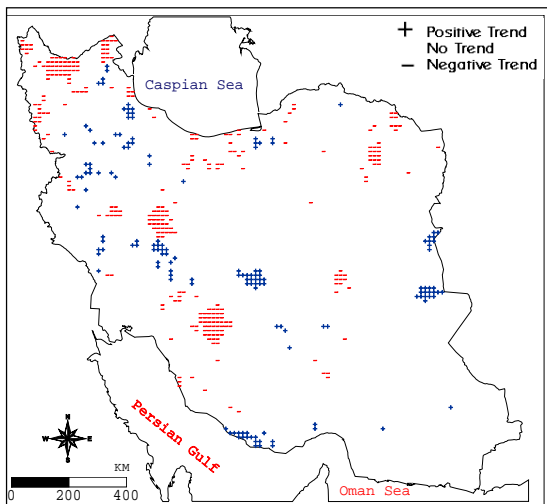 + Positive Trend
No Trend
− Negative Trend
Caspian Sea
Persian Gulf
Oman Sea
N
W E
S
KM
0 200 400